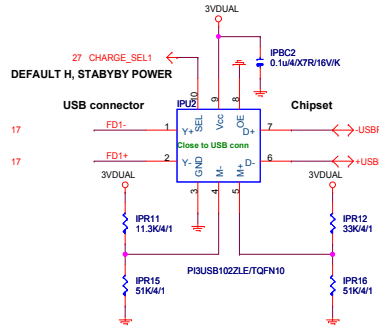 3VDUAL
27 CHARGE_SEL1
IPBC2
0.1u/4/X7R/16V/K
DEFAULT H, STABYBY POWER
USB connector
IPU2
Chipset
10
9
8
SEL
Vcc
OE
17
FD1-
1
Y+
D+
7
-USBP
Close to USB conn
17
FD1+
2
Y-
D-
6
+USBP
GND
M-
M+
3
4
5
3VDUAL
3VDUAL
IPR11
11.3K/4/1
IPR12
33K/4/1
PI3USB102ZLE/TQFN10
IPR15
51K/4/1
IPR16
51K/4/1